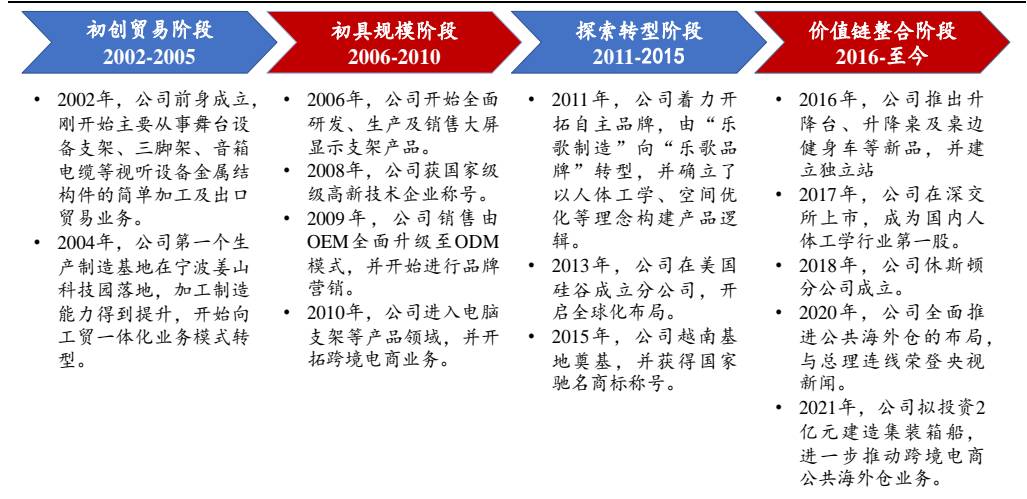 初创贸易阶段
2002-2005
• 2002年，公司前身成立，
刚开始主要从事舞台设
备支架、三脚架、音箱
电缆等视听设备金属结
构件的简单加工及出口
贸易业务。
• 2004年，公司第一个生
产制造基地在宁波姜山
科技园落地，加工制造
能力得到提升，开始向
工贸一体化业务模式转
型。
初具规模阶段
2006-2010
• 2006年，公司开始全面
研发、生产及销售大屏
显示支架产品。
• 2008年，公司获国家级
级高新技术企业称号。
• 2009年，公司销售由
OEM全面升级至ODM
模式，并开始进行品牌
营销。
• 2010年，公司进入电脑
支架等产品领域，并开
拓跨境电商业务。
探索转型阶段
2011-2015
• 2011年，公司着力开
拓自主品牌，由“乐
歌制造”向“乐歌品
牌”转型，并确立了
以人体工学、空间优
化等理念构建产品逻
辑。
• 2013年，公司在美国
硅谷成立分公司，开
启全球化布局。
• 2015年，公司越南基
地奠基，并获得国家
驰名商标称号。
价值链整合阶段
2016-至今
• 2016年，公司推出升
降台、升降桌及桌边
健身车等新品，并建
立独立站
• 2017年，公司在深交
所上市，成为国内人
体工学行业第一股。
• 2018年，公司休斯顿
分公司成立。
• 2020年，公司全面推
进公共海外仓的布局，
与总理连线荣登央视
新闻。
• 2021年，公司拟投资2
亿元建造集装箱船，
进一步推动跨境电商
公共海外仓业务。